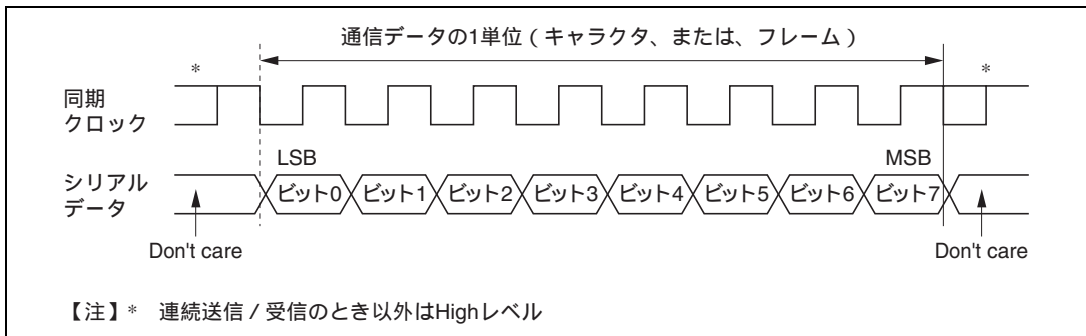 通信データの1単位（キャラクタ、または、フレーム）
* *
同期
クロック
LSB MSB
シリアル
データ
ビット0 ビット1 ビット2 ビット3 ビット4 ビット5 ビット6 ビット7
Don't care Don't care
【注】* 連続送信 / 受信のとき以外はHighレベル